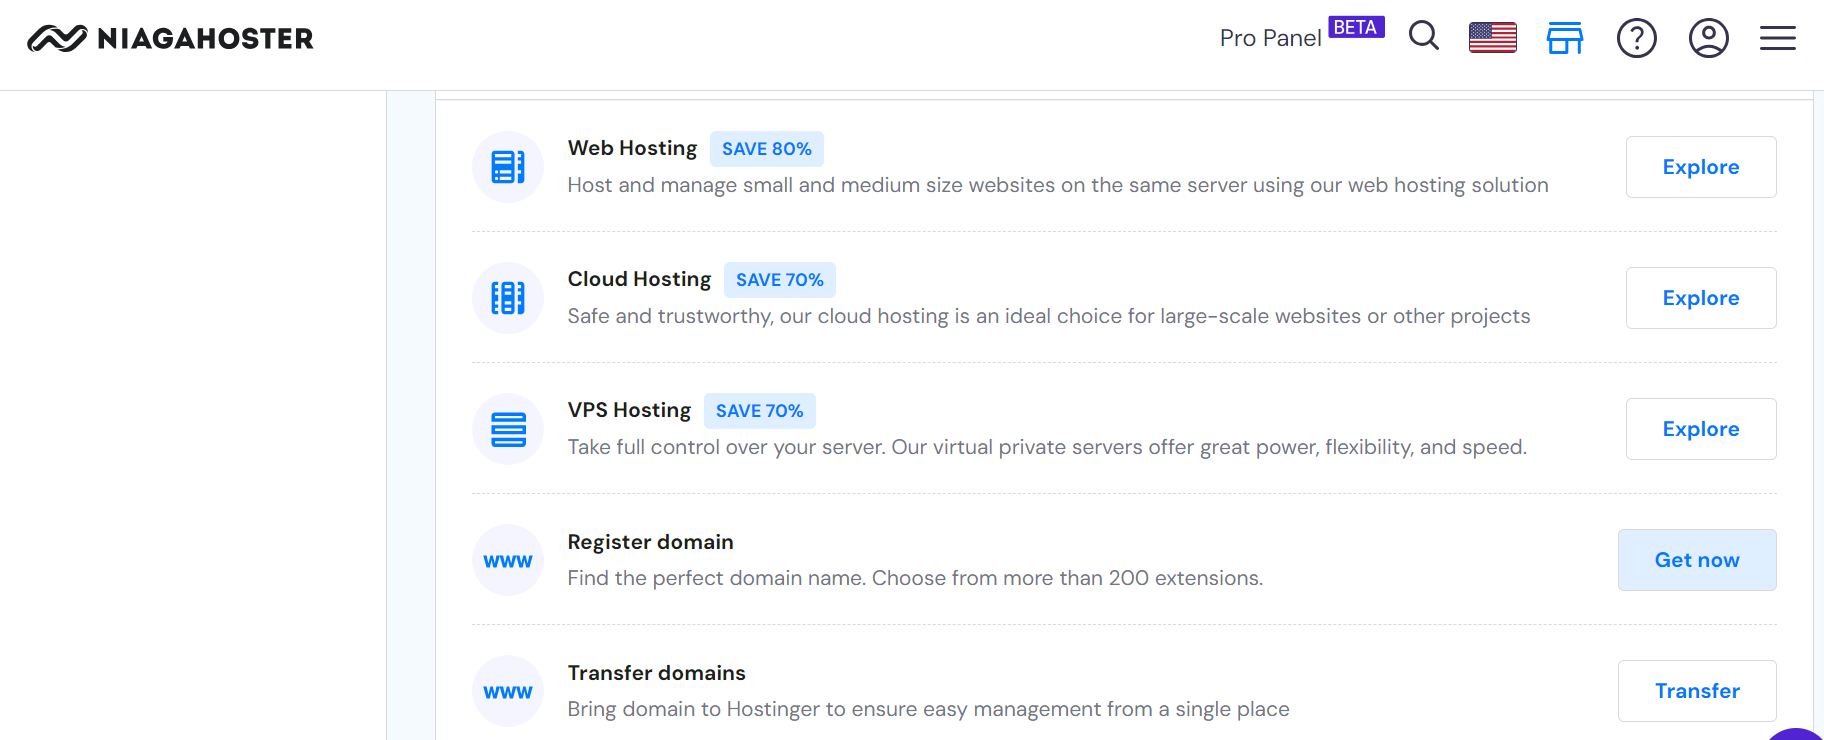 NIAGAHOSTER
Pro Panel BETA
Web Hosting SAVE 80%
Host and manage small and medium size websites on the same server using our web hosting solution
Explore
Cloud Hosting SAVE 70%
Safe and trustworthy, our cloud hosting is an ideal choice for large-scale websites or other projects
Explore
VPS Hosting SAVE 70%
Take full control over your server. Our virtual private servers offer great power, flexibility, and speed.
Explore
www
Register domain
Find the perfect domain name. Choose from more than 200 extensions.
Get now
www
Transfer domains
Bring domain to Hostinger to ensure easy management from a single place
Transfer